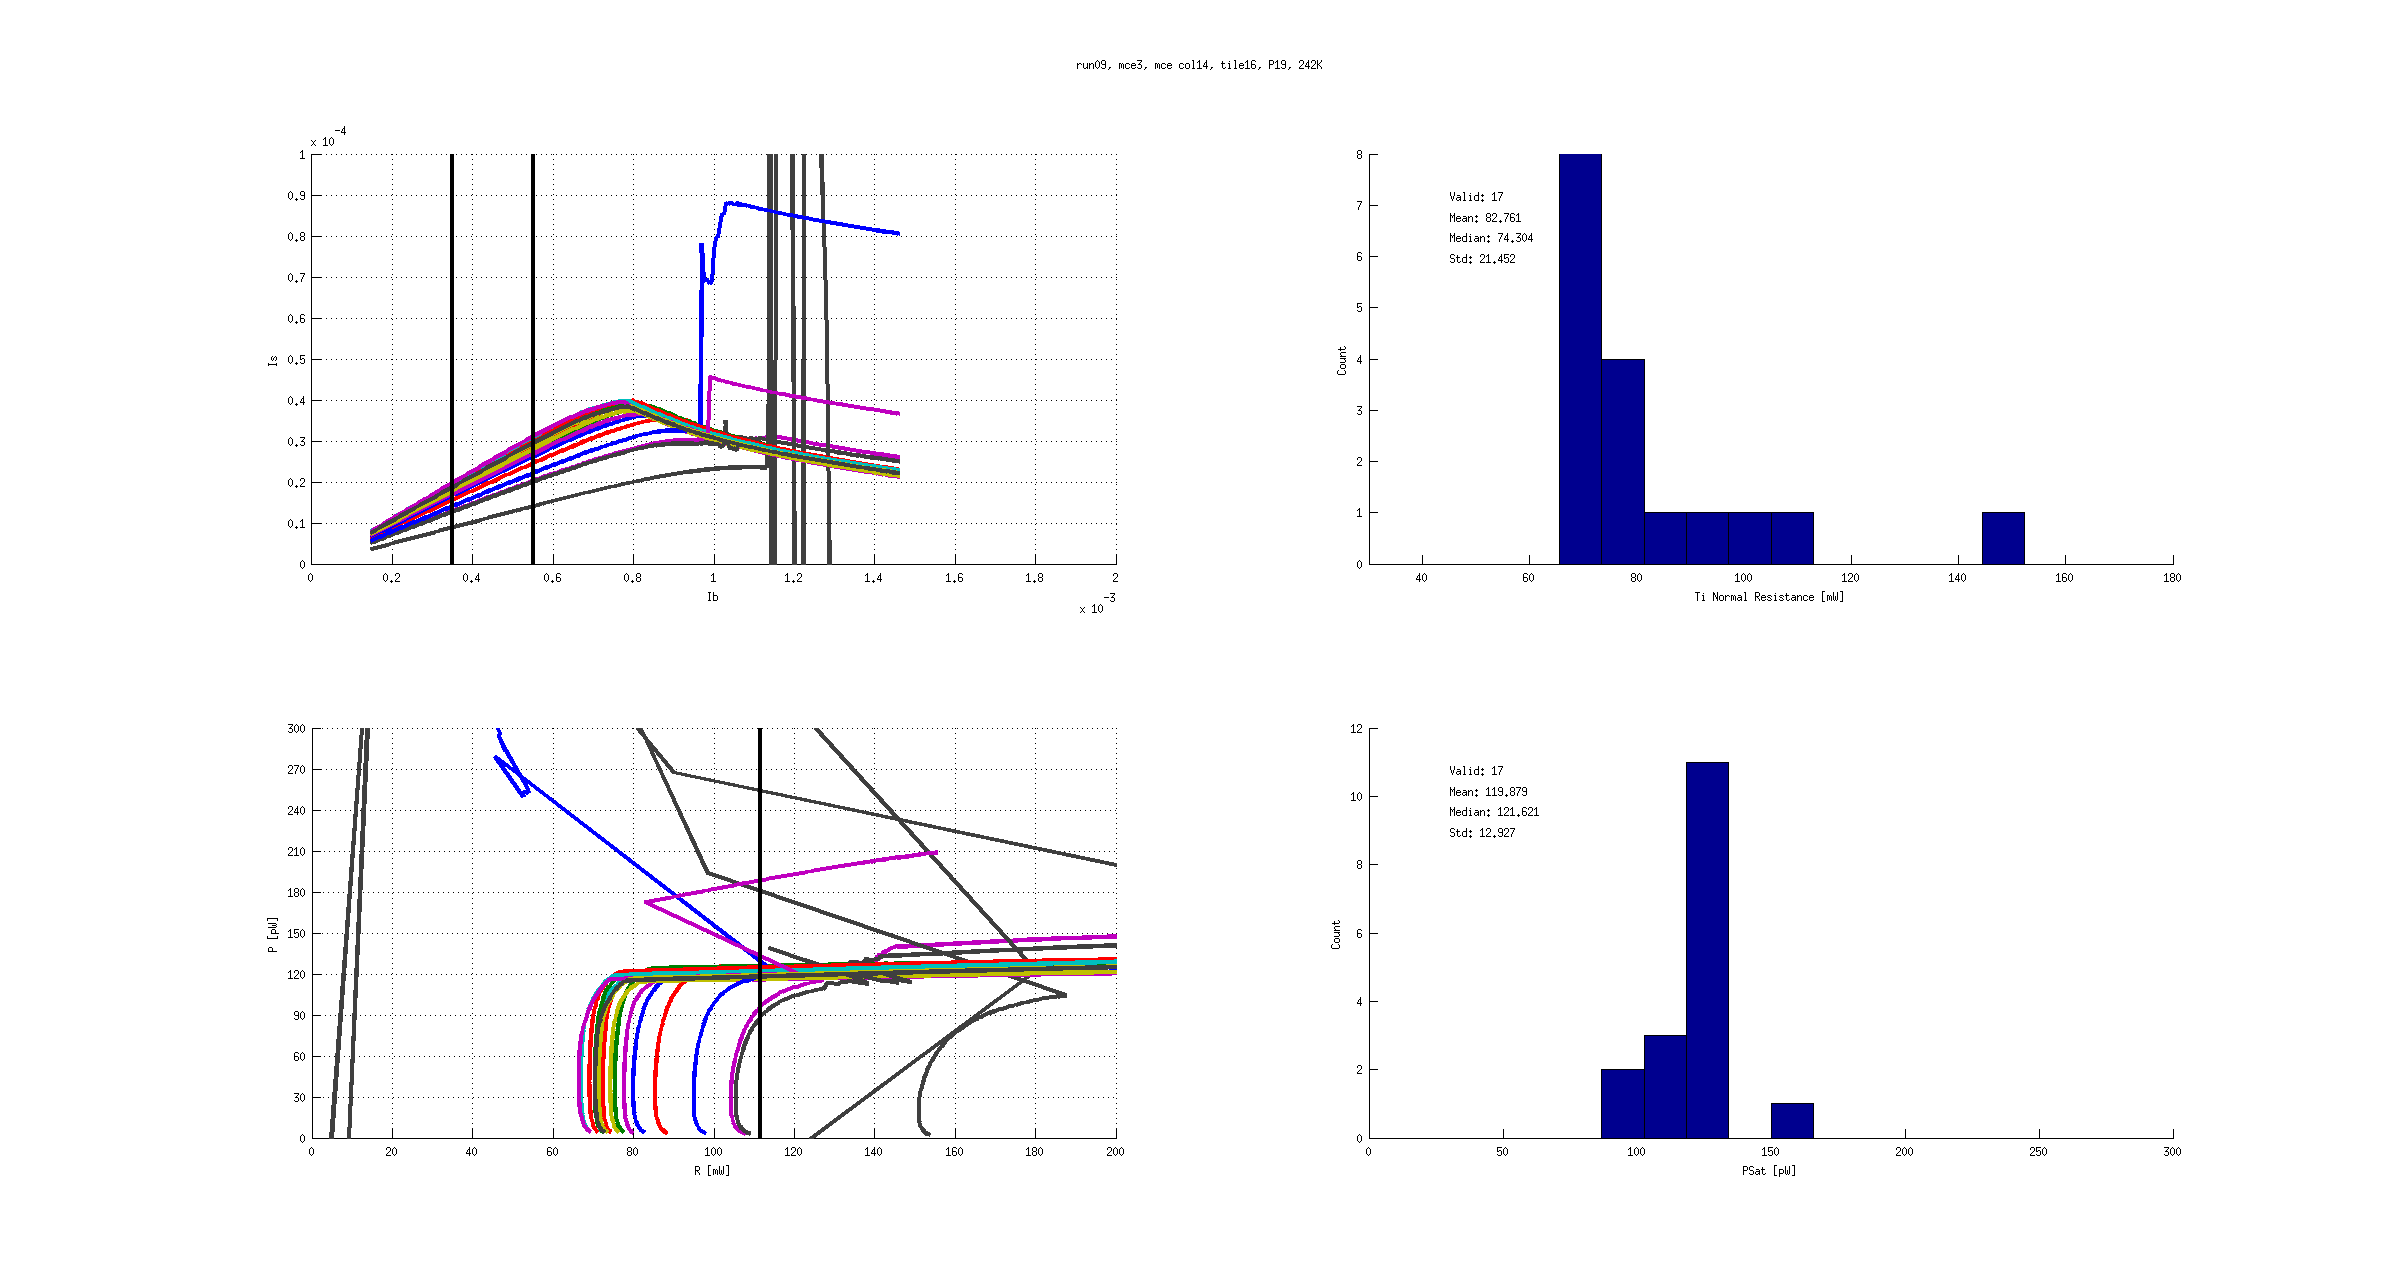 run09, mce3, mce col14, tile16, P19, 242K
x 10^-4
1
0.9
0.8
0.7
0.6
0.5
0.4
0.3
0.2
0.1
0
Is
0 0.2 0.4 0.6 0.8 1 1.2 1.4 1.6 1.8 2
Ib
x 10^-3
8
7
6
5
4
3
2
1
0
Count
Valid: 17
Mean: 82.761
Median: 74.304
Std: 21.452
40 60 80 100 120 140 160 180
Ti Normal Resistance [mW]
300
270
240
210
180
150
120
90
60
30
0
P [pW]
0 20 40 60 80 100 120 140 160 180 200
R [mW]
12
10
8
6
4
2
0
Count
Valid: 17
Mean: 119.879
Median: 121.621
Std: 12.927
0 50 100 150 200 250 300
PSat [pW]